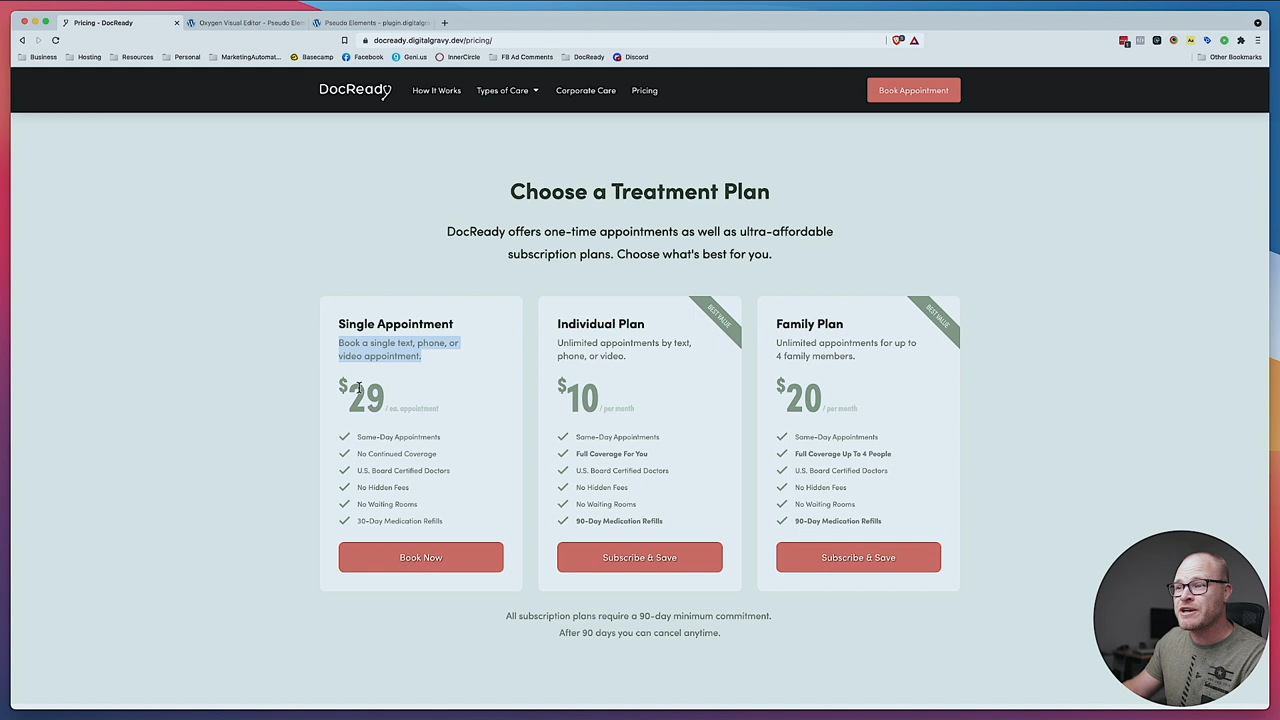 Pricing - DocReady
Oxygen Visual Editor - Pseudo Elem
Pseudo Elements - plugin.digitalgra
docready.digitalgravy.dev/pricing/
Business
Hosting
Resources
Personal
MarketingAutomat...
Basecamp
Facebook
Geni.us
InnerCircle
FB Ad Comments
DocReady
Discord
Other Bookmarks
DocReady
How It Works
Types of Care
Corporate Care
Pricing
Book Appointment
Choose a Treatment Plan
DocReady offers one-time appointments as well as ultra-affordable
subscription plans. Choose what's best for you.
Single Appointment
Book a single text, phone, or
video appointment.
$29 / ea. appointment
Same-Day Appointments
No Continued Coverage
U.S. Board Certified Doctors
No Hidden Fees
No Waiting Rooms
30-Day Medication Refills
Book Now
BEST VALUE
Individual Plan
Unlimited appointments by text,
phone, or video.
$10 / per month
Same-Day Appointments
Full Coverage For You
U.S. Board Certified Doctors
No Hidden Fees
No Waiting Rooms
90-Day Medication Refills
Subscribe & Save
BEST VALUE
Family Plan
Unlimited appointments for up to
4 family members.
$20 / per month
Same-Day Appointments
Full Coverage Up To 4 People
U.S. Board Certified Doctors
No Hidden Fees
No Waiting Rooms
90-Day Medication Refills
Subscribe & Save
All subscription plans require a 90-day minimum commitment.
After 90 days you can cancel anytime.